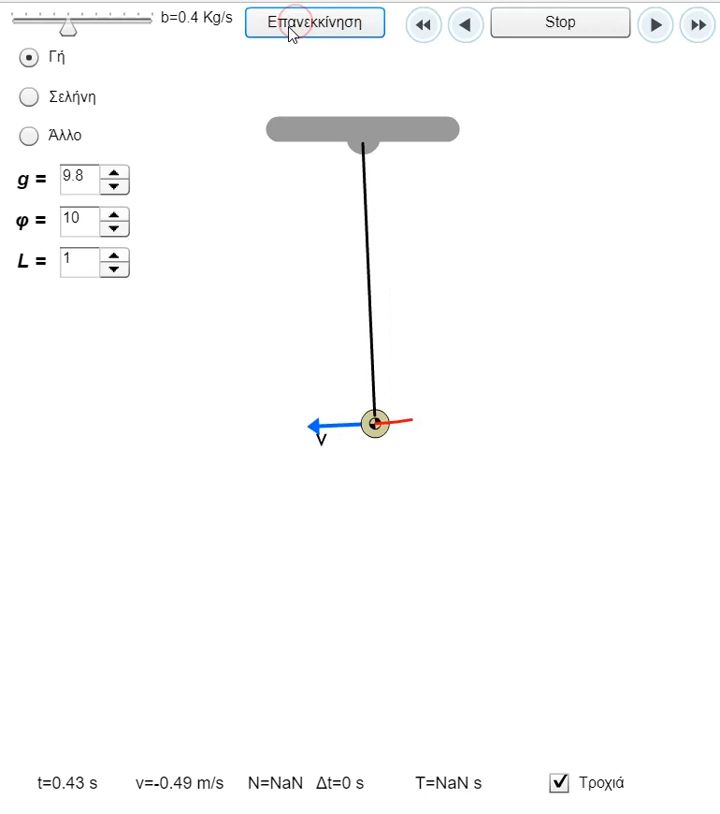 b=0.4 Kg/s
Επανεκκίνηση
Stop
Γή
Σελήνη
Άλλο
g = 9.8
φ = 10
L = 1
v
t=0.43 s v=-0.49 m/s N=NaN Δt=0 s T=NaN s Τροχιά